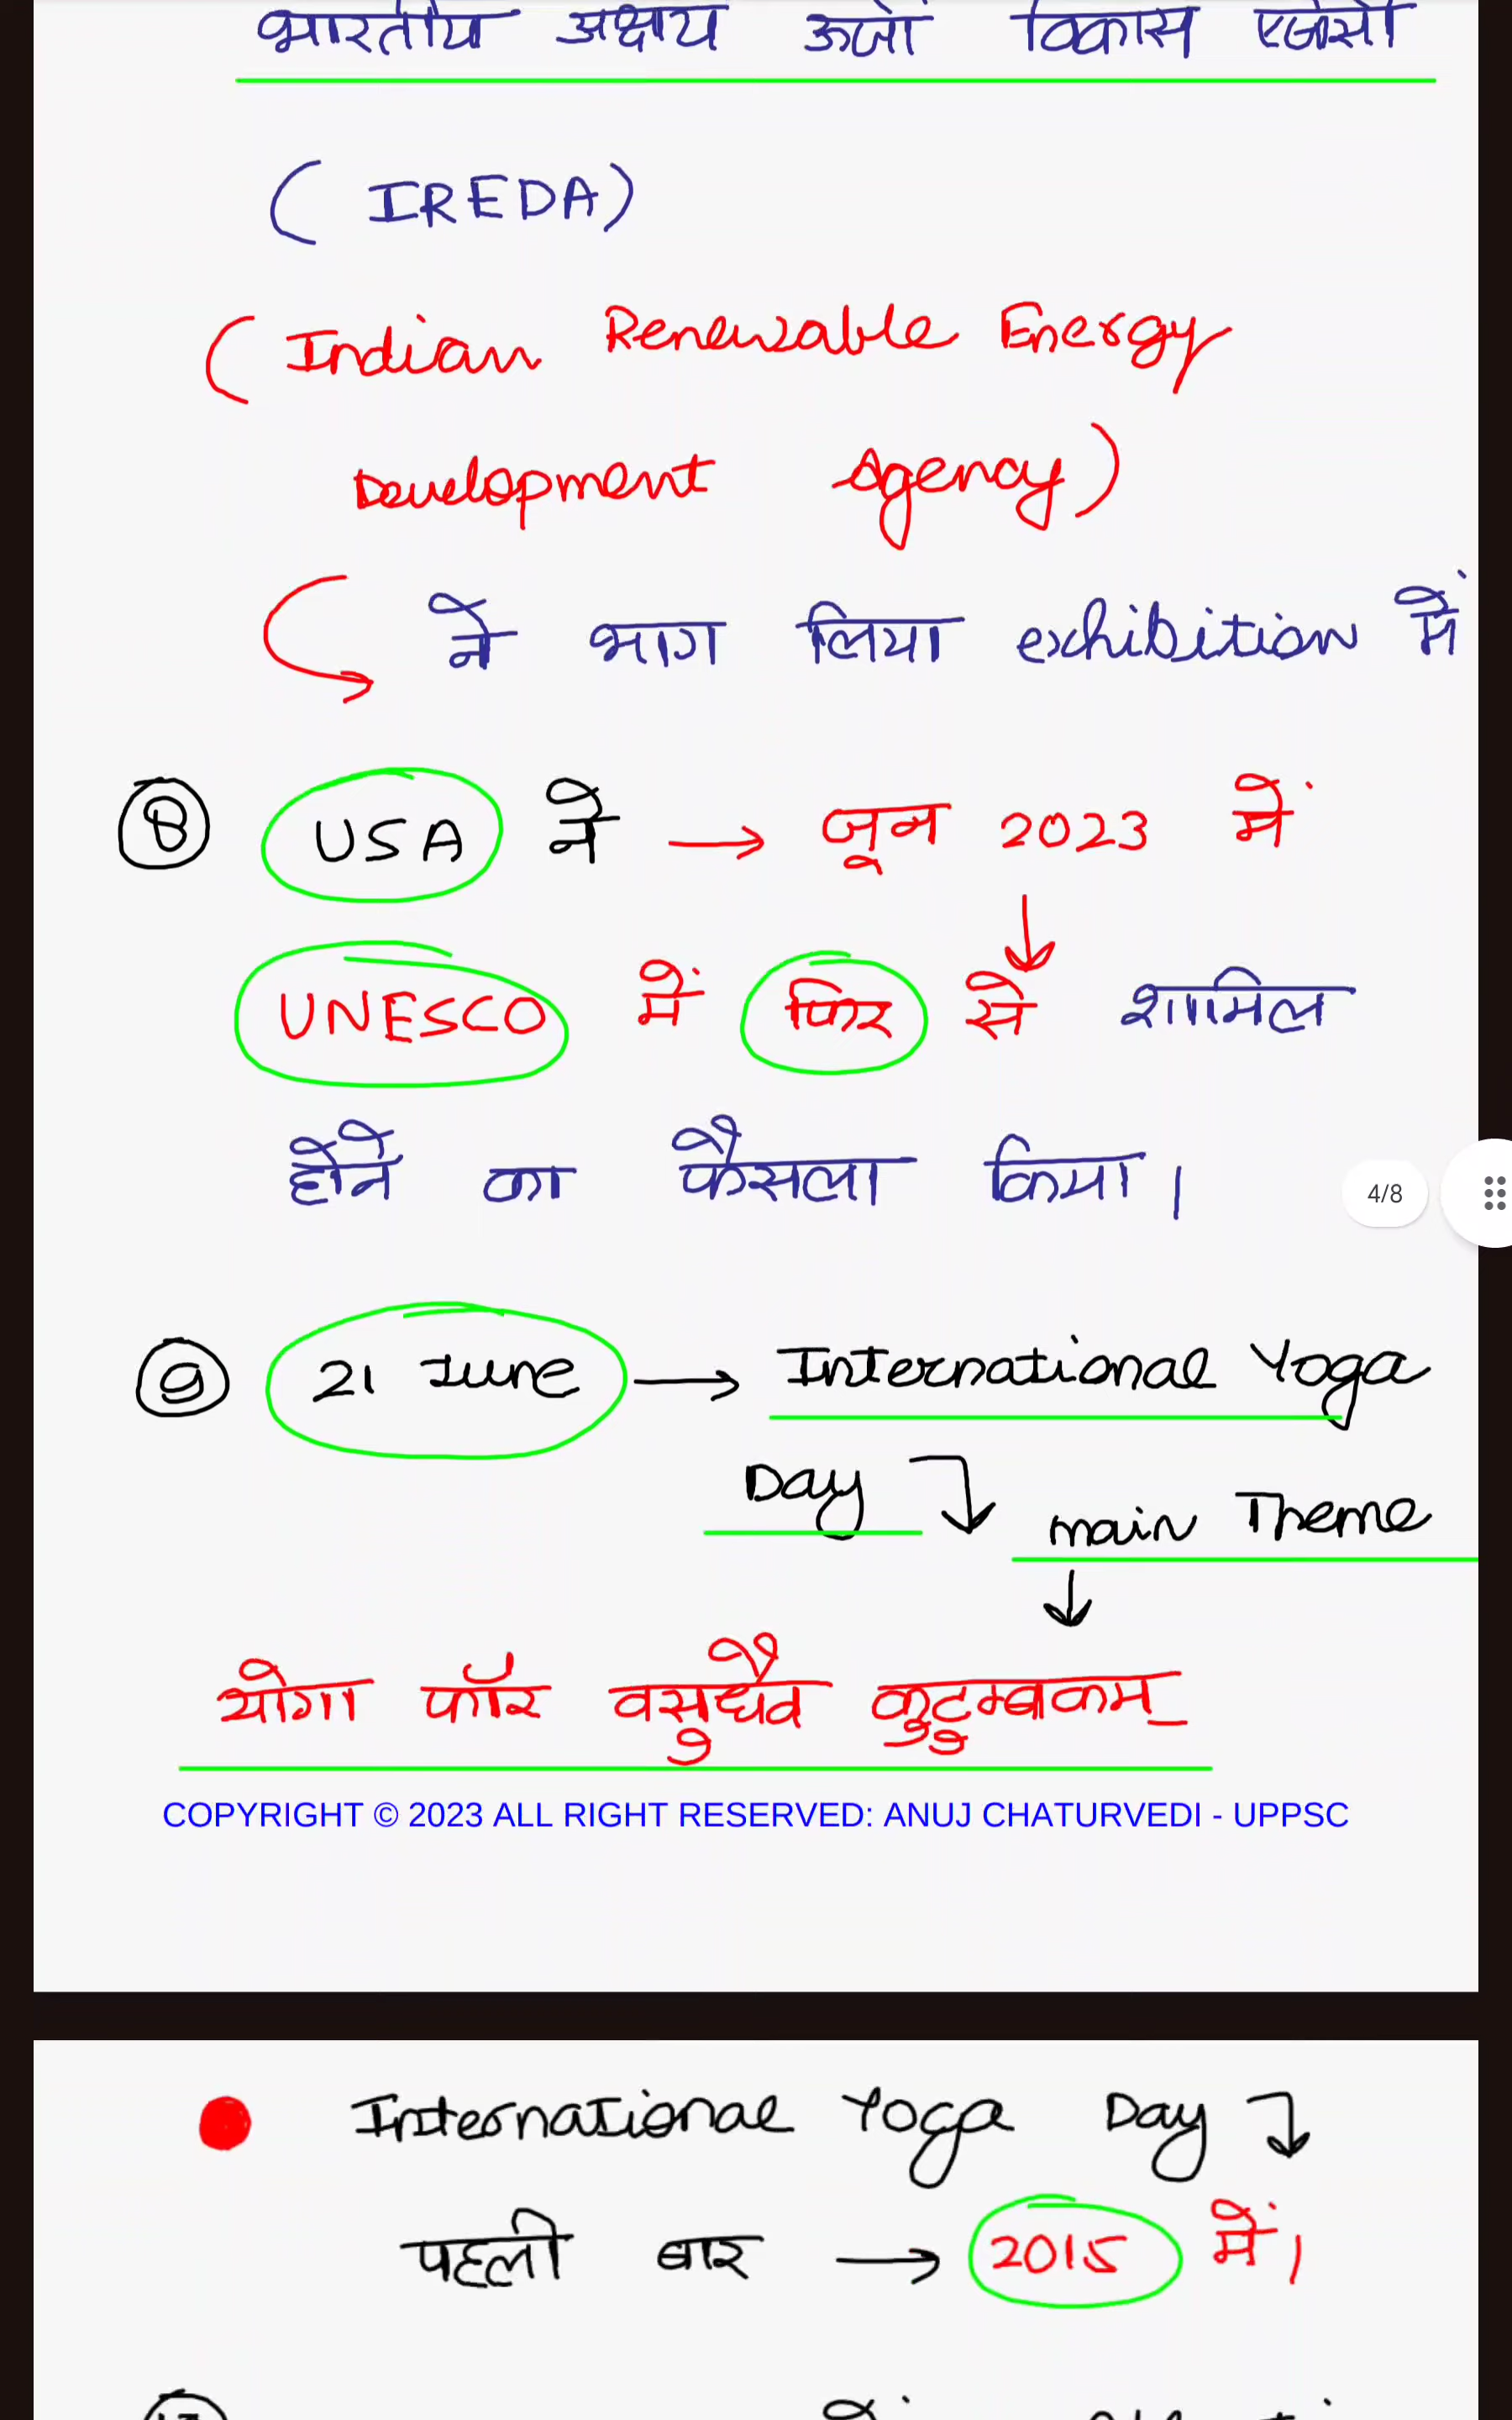 भारतीय अक्षय ऊर्जा विकास एजेंसी
( IREDA)
( Indian Renewable Energy
Development Agency)
ने भाग लिया exhibition में
8 USA ने → जून 2023 में
↓
UNESCO में फिर से शामिल
होने का फैसला किया।
4/8
9 21 June → International Yoga
Day main Theme
↓
योगा फॉर वसुधैव कुटुम्बकम्
COPYRIGHT © 2023 ALL RIGHT RESERVED: ANUJ CHATURVEDI - UPPSC
International Yoga Day
पहली बार → 2015 में।